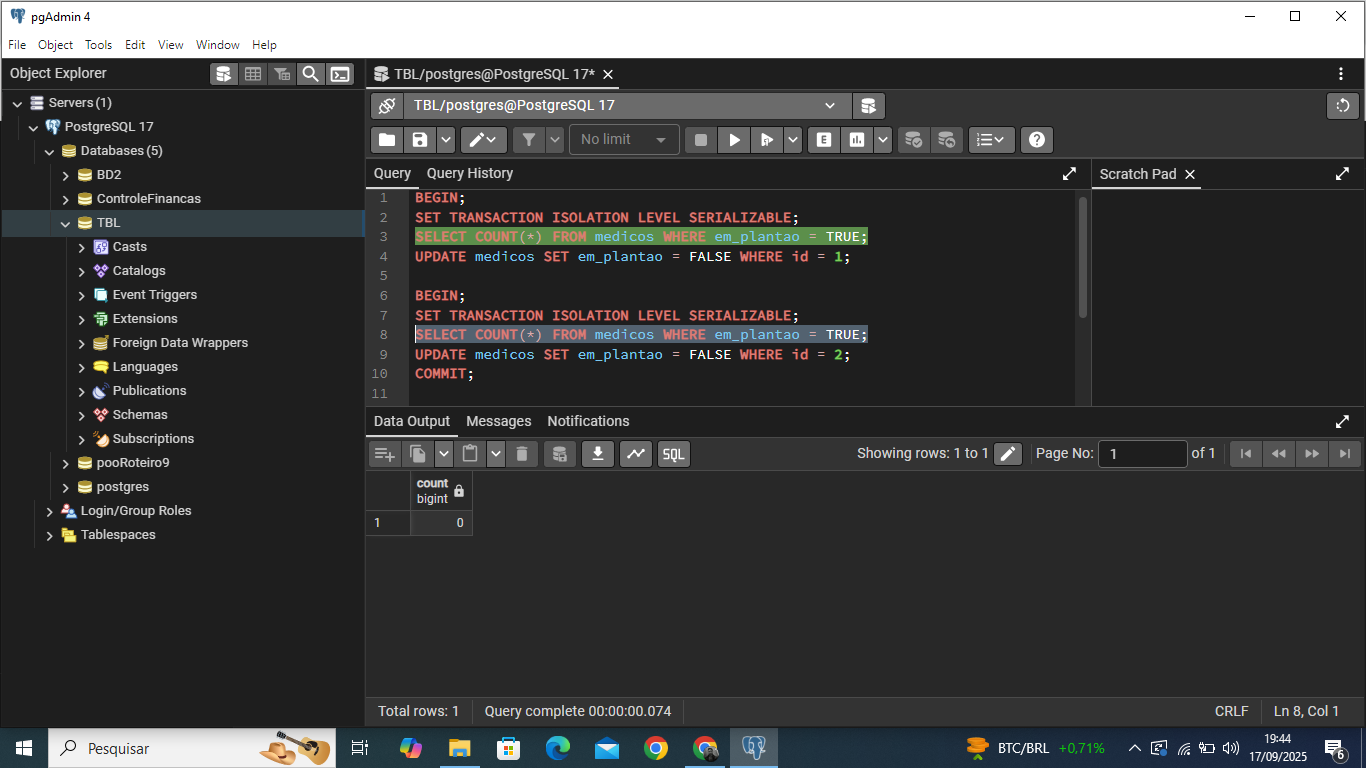 pgAdmin 4
File Object Tools Edit View Window Help
Object Explorer
Servers (1)
PostgreSQL 17
Databases (5)
BD2
ControleFinancas
TBL
Casts
Catalogs
Event Triggers
Extensions
Foreign Data Wrappers
Languages
Publications
Schemas
Subscriptions
pooRoteiro9
postgres
Login/Group Roles
Tablespaces
TBL/postgres@PostgreSQL 17*
TBL/postgres@PostgreSQL 17
No limit
E
Query Query History
Scratch Pad
1 BEGIN;
2 SET TRANSACTION ISOLATION LEVEL SERIALIZABLE;
3 SELECT COUNT(*) FROM medicos WHERE em_plantao = TRUE;
4 UPDATE medicos SET em_plantao = FALSE WHERE id = 1;
5
6 BEGIN;
7 SET TRANSACTION ISOLATION LEVEL SERIALIZABLE;
8 SELECT COUNT(*) FROM medicos WHERE em_plantao = TRUE;
9 UPDATE medicos SET em_plantao = FALSE WHERE id = 2;
10 COMMIT;
11
Data Output Messages Notifications
SQL
Showing rows: 1 to 1 Page No: 1 of 1
count
bigint
1 0
Total rows: 1 Query complete 00:00:00.074 CRLF Ln 8, Col 1
Pesquisar
BTC/BRL +0,71%
19:44
17/09/2025
6